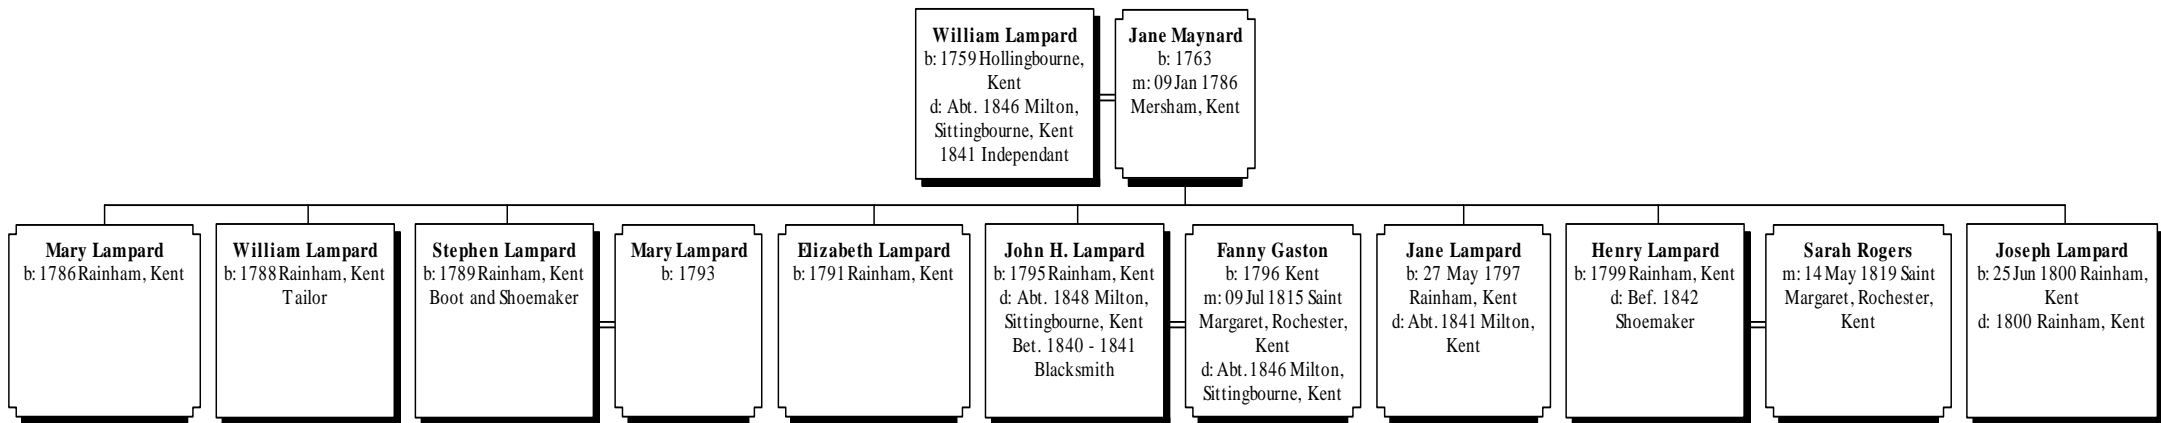 William Lampard
b: 1759 Hollingbourne,
Kent
d: Abt. 1846 Milton,
Sittingbourne, Kent
1841 Independant
Jane Maynard
b: 1763
m: 09 Jan 1786
Mersham, Kent
Mary Lampard
b: 1786 Rainham, Kent
William Lampard
b: 1788 Rainham, Kent
Tailor
Stephen Lampard
b: 1789 Rainham, Kent
Boot and Shoemaker
Mary Lampard
b: 1793
Elizabeth Lampard
b: 1791 Rainham, Kent
John H. Lampard
b: 1795 Rainham, Kent
d: Abt. 1848 Milton,
Sittingbourne, Kent
Bet. 1840 - 1841
Blacksmith
Fanny Gaston
b: 1796 Kent
m: 09 Jul 1815 Saint
Margaret, Rochester,
Kent
d: Abt. 1846 Milton,
Sittingbourne, Kent
Jane Lampard
b: 27 May 1797
Rainham, Kent
d: Abt. 1841 Milton,
Kent
Henry Lampard
b: 1799 Rainham, Kent
d: Bef. 1842
Shoemaker
Sarah Rogers
m: 14 May 1819 Saint
Margaret, Rochester,
Kent
Joseph Lampard
b: 25 Jun 1800 Rainham,
Kent
d: 1800 Rainham, Kent